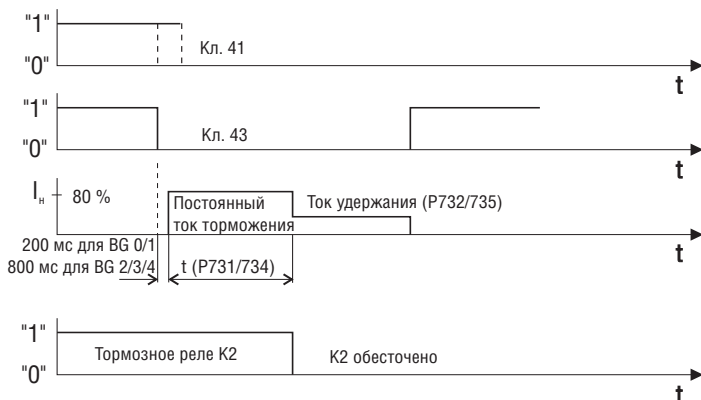 "1"
Кл. 41
"0"
t
"1"
"0"
Кл. 43
t
Iн
80 %
Постоянный
ток торможения
Ток удержания (P732/735)
200 мс для BG 0/1
800 мс для BG 2/3/4
t (P731/734)
t
"1"
Тормозное реле K2
K2 обесточено
"0"
t